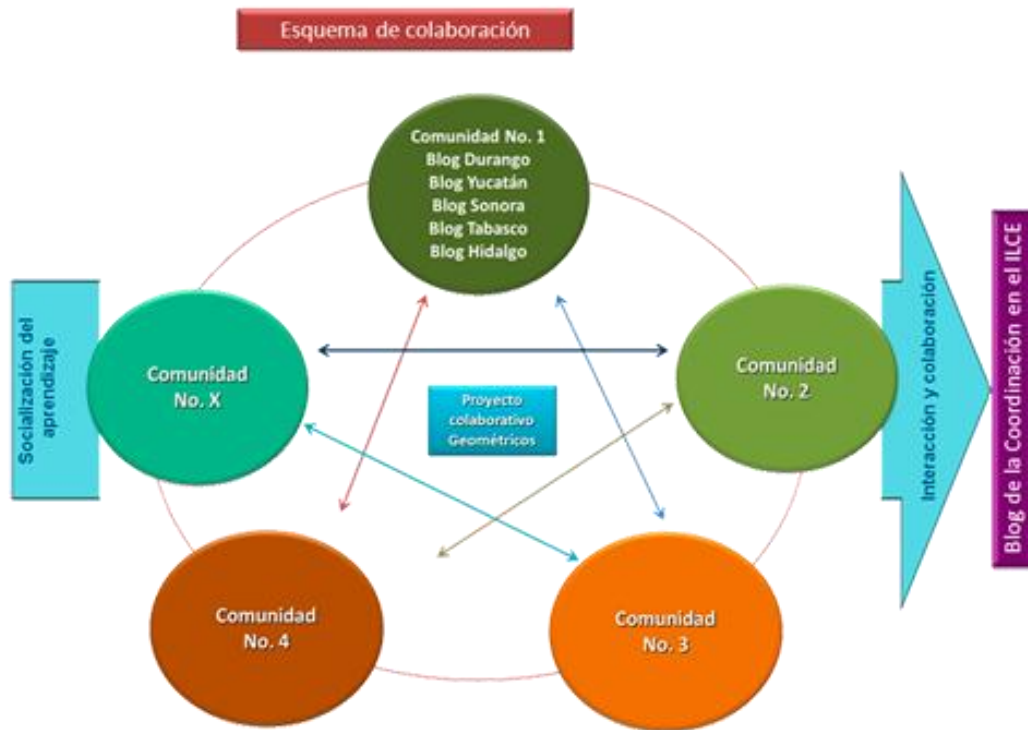 Esquema de colaboración
Comunidad No. 1
Blog Durango
Blog Yucatán
Blog Sonora
Blog Tabasco
Blog Hidalgo
Socialización del
aprendizaje
Comunidad
No. X
Proyecto
colaborativo
Geométricos
Comunidad
No. 2
Interacción y colaboración
Blog de la Coordinación en el ILCE
Comunidad
No. 4
Comunidad
No. 3